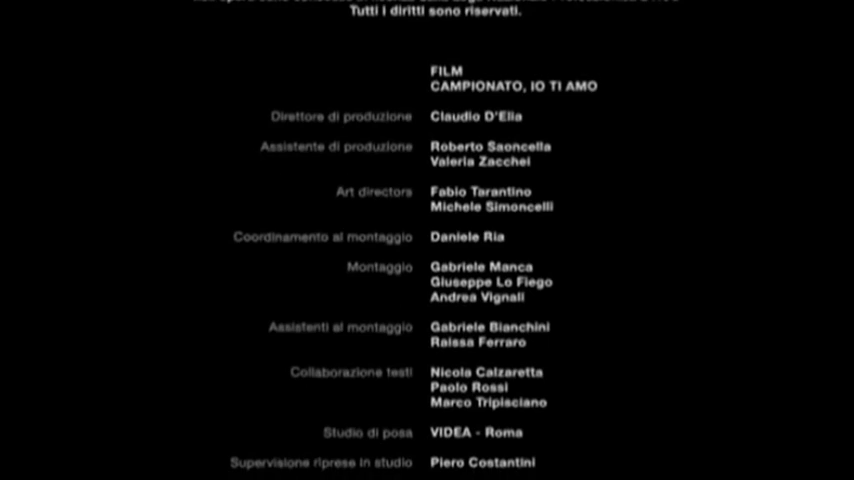 Tutti i diritti sono riservati.
FILM
CAMPIONATO, IO TI AMO
Direttore di produzione Claudio D'Elia
Assistente di produzione Roberto Saoncella
Valeria Zacchei
Art directors Fabio Tarantino
Michele Simoncelli
Coordinamento al montaggio Daniele Ria
Montaggio Gabriele Manca
Giuseppe Lo Fiego
Andrea Vignali
Assistenti al montaggio Gabriele Bianchini
Raissa Ferraro
Collaborazione testi Nicola Calzaretta
Paolo Rossi
Marco Tripisciano
Studio di posa VIDEA - Roma
Supervisione riprese in studio Piero Costantini